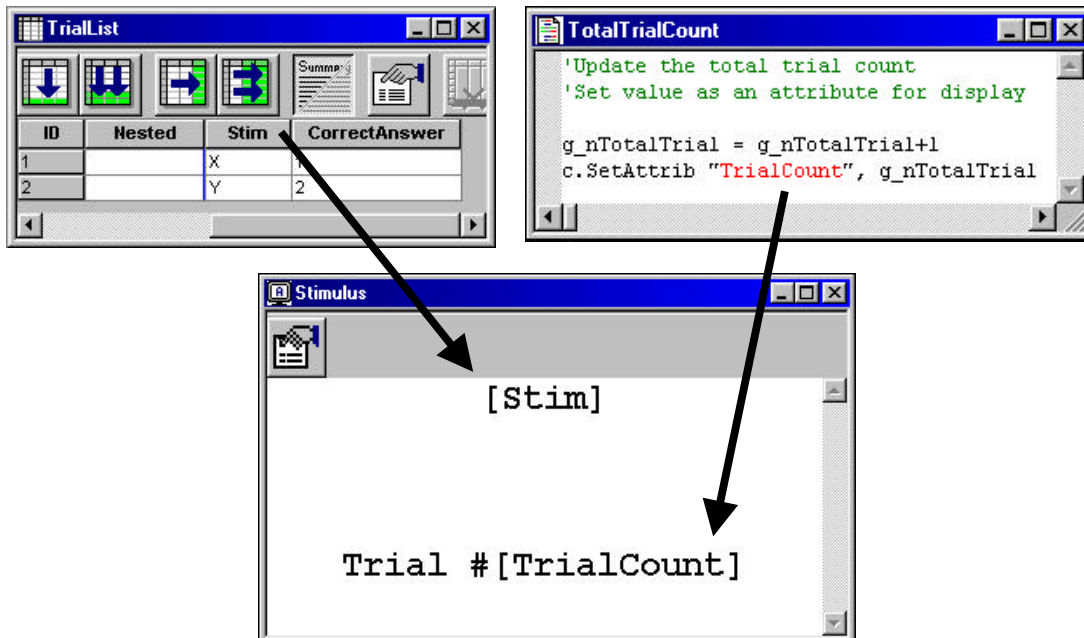 TrialList
Summary
ID Nested Stim CorrectAnswer
1 X
2 Y 2
TotalTrialCount
'Update the total trial count
'Set value as an attribute for display
g_nTotalTrial = g_nTotalTrial+1
c.SetAttrib "TrialCount", g_nTotalTrial
Stimulus
[Stim]
Trial #[TrialCount]